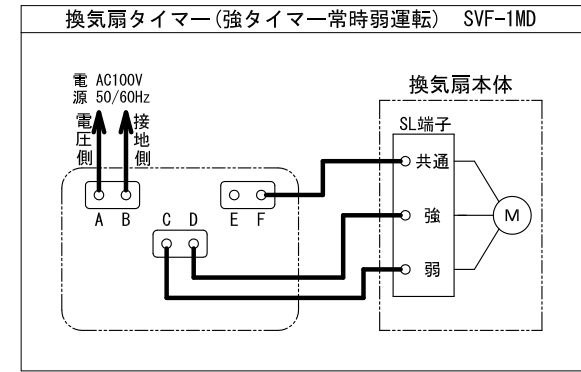 換気扇タイマー(強タイマー常時弱運転) SVF-1MD
電 AC100V
源 50/60Hz
電圧側
接地側
換気扇本体
SL端子
共通
強
弱
M
A B
C D
E F